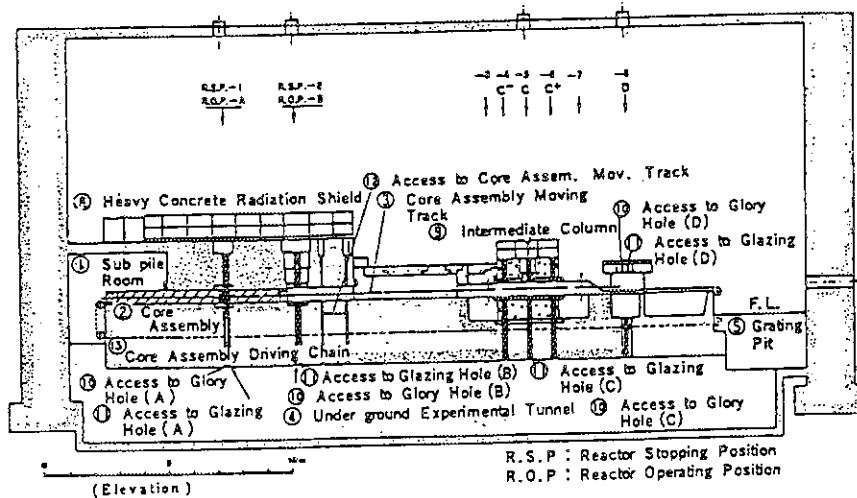 R.S.P.-1
R.O.P.-A
R.S.P.-2
R.O.P.-B
-3 -4 -5 -6 -7 -8
C⁻ C C⁺ D
⑫ Access to Core Assem. Mov. Track
③ Core Assembly Moving
Track
⑧ Heavy Concrete Radiation Shield
⑨ Intermediate Column
⑩ Access to Glory
Hole (D)
⑪ Access to Glazing
Hole (D)
① Sub pile
Room
② Core
Assembly
F.L.
⑤ Grating
Pit
⑬
Core Assembly Driving Chain
⑩ Access to Glory
Hole (A)
⑪ Access to Glazing
Hole (A)
⑪ Access to Glazing Hole (B)
⑩ Access to Glory Hole (B)
④ Under ground Experimental Tunnel
⑪ Access to Glazing
Hole (C)
⑩ Access to Glory
Hole (C)
(Elevation)
R.S.P : Reactor Stopping Position
R.O.P : Reactor Operating Position